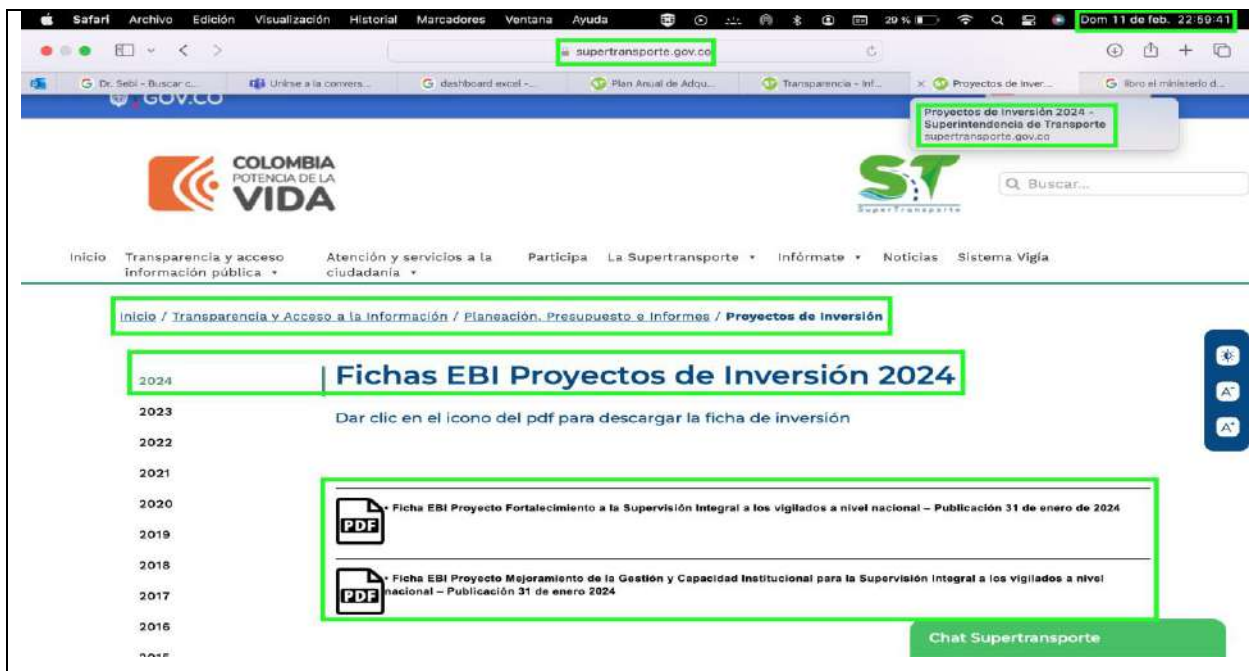 Safari Archivo Edición Visualización Historial Marcadores Ventana Ayuda 29 % Dom 11 de feb. 22:59:41
supertransporte.gov.co
Dr. Sebi - Buscar c... Unirse a la convers... dashboard excel -... Plan Anual de Adqu... Transparencia - Inf... × Proyectos de Inver... libro el ministerio d...
GOV.CO
Proyectos de Inversión 2024 -
Superintendencia de Transporte
supertransporte.gov.co
COLOMBIA
POTENCIA DE LA
VIDA
ST
SuperTransporte
Buscar...
Inicio Transparencia y acceso información pública Atención y servicios a la ciudadanía Participa La Supertransporte Infórmate Noticias Sistema Vigía
Inicio / Transparencia y Acceso a la Información / Planeación, Presupuesto e Informes / Proyectos de Inversión
2024
2023
2022
2021
2020
2019
2018
2017
2016
2015
Fichas EBI Proyectos de Inversión 2024
Dar clic en el icono del pdf para descargar la ficha de inversión
PDF
• Ficha EBI Proyecto Fortalecimiento a la Supervisión Integral a los vigilados a nivel nacional – Publicación 31 de enero de 2024
PDF
• Ficha EBI Proyecto Mejoramiento de la Gestión y Capacidad Institucional para la Supervisión Integral a los vigilados a nivel
nacional – Publicación 31 de enero 2024
A-
A+
Chat Supertransporte